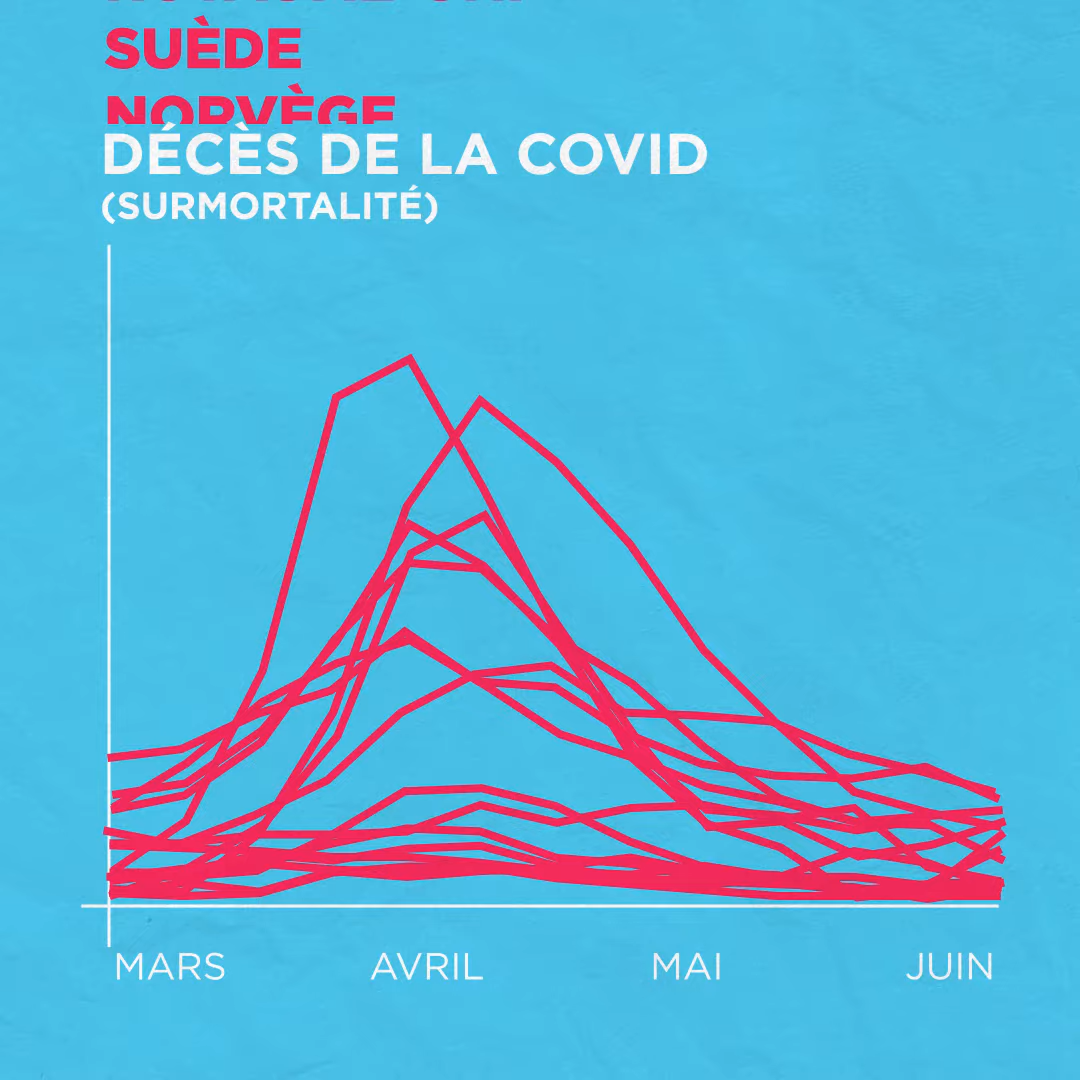 SUÈDE
NORVÈGE
DÉCÈS DE LA COVID
(SURMORTALITÉ)
MARS AVRIL MAI JUIN